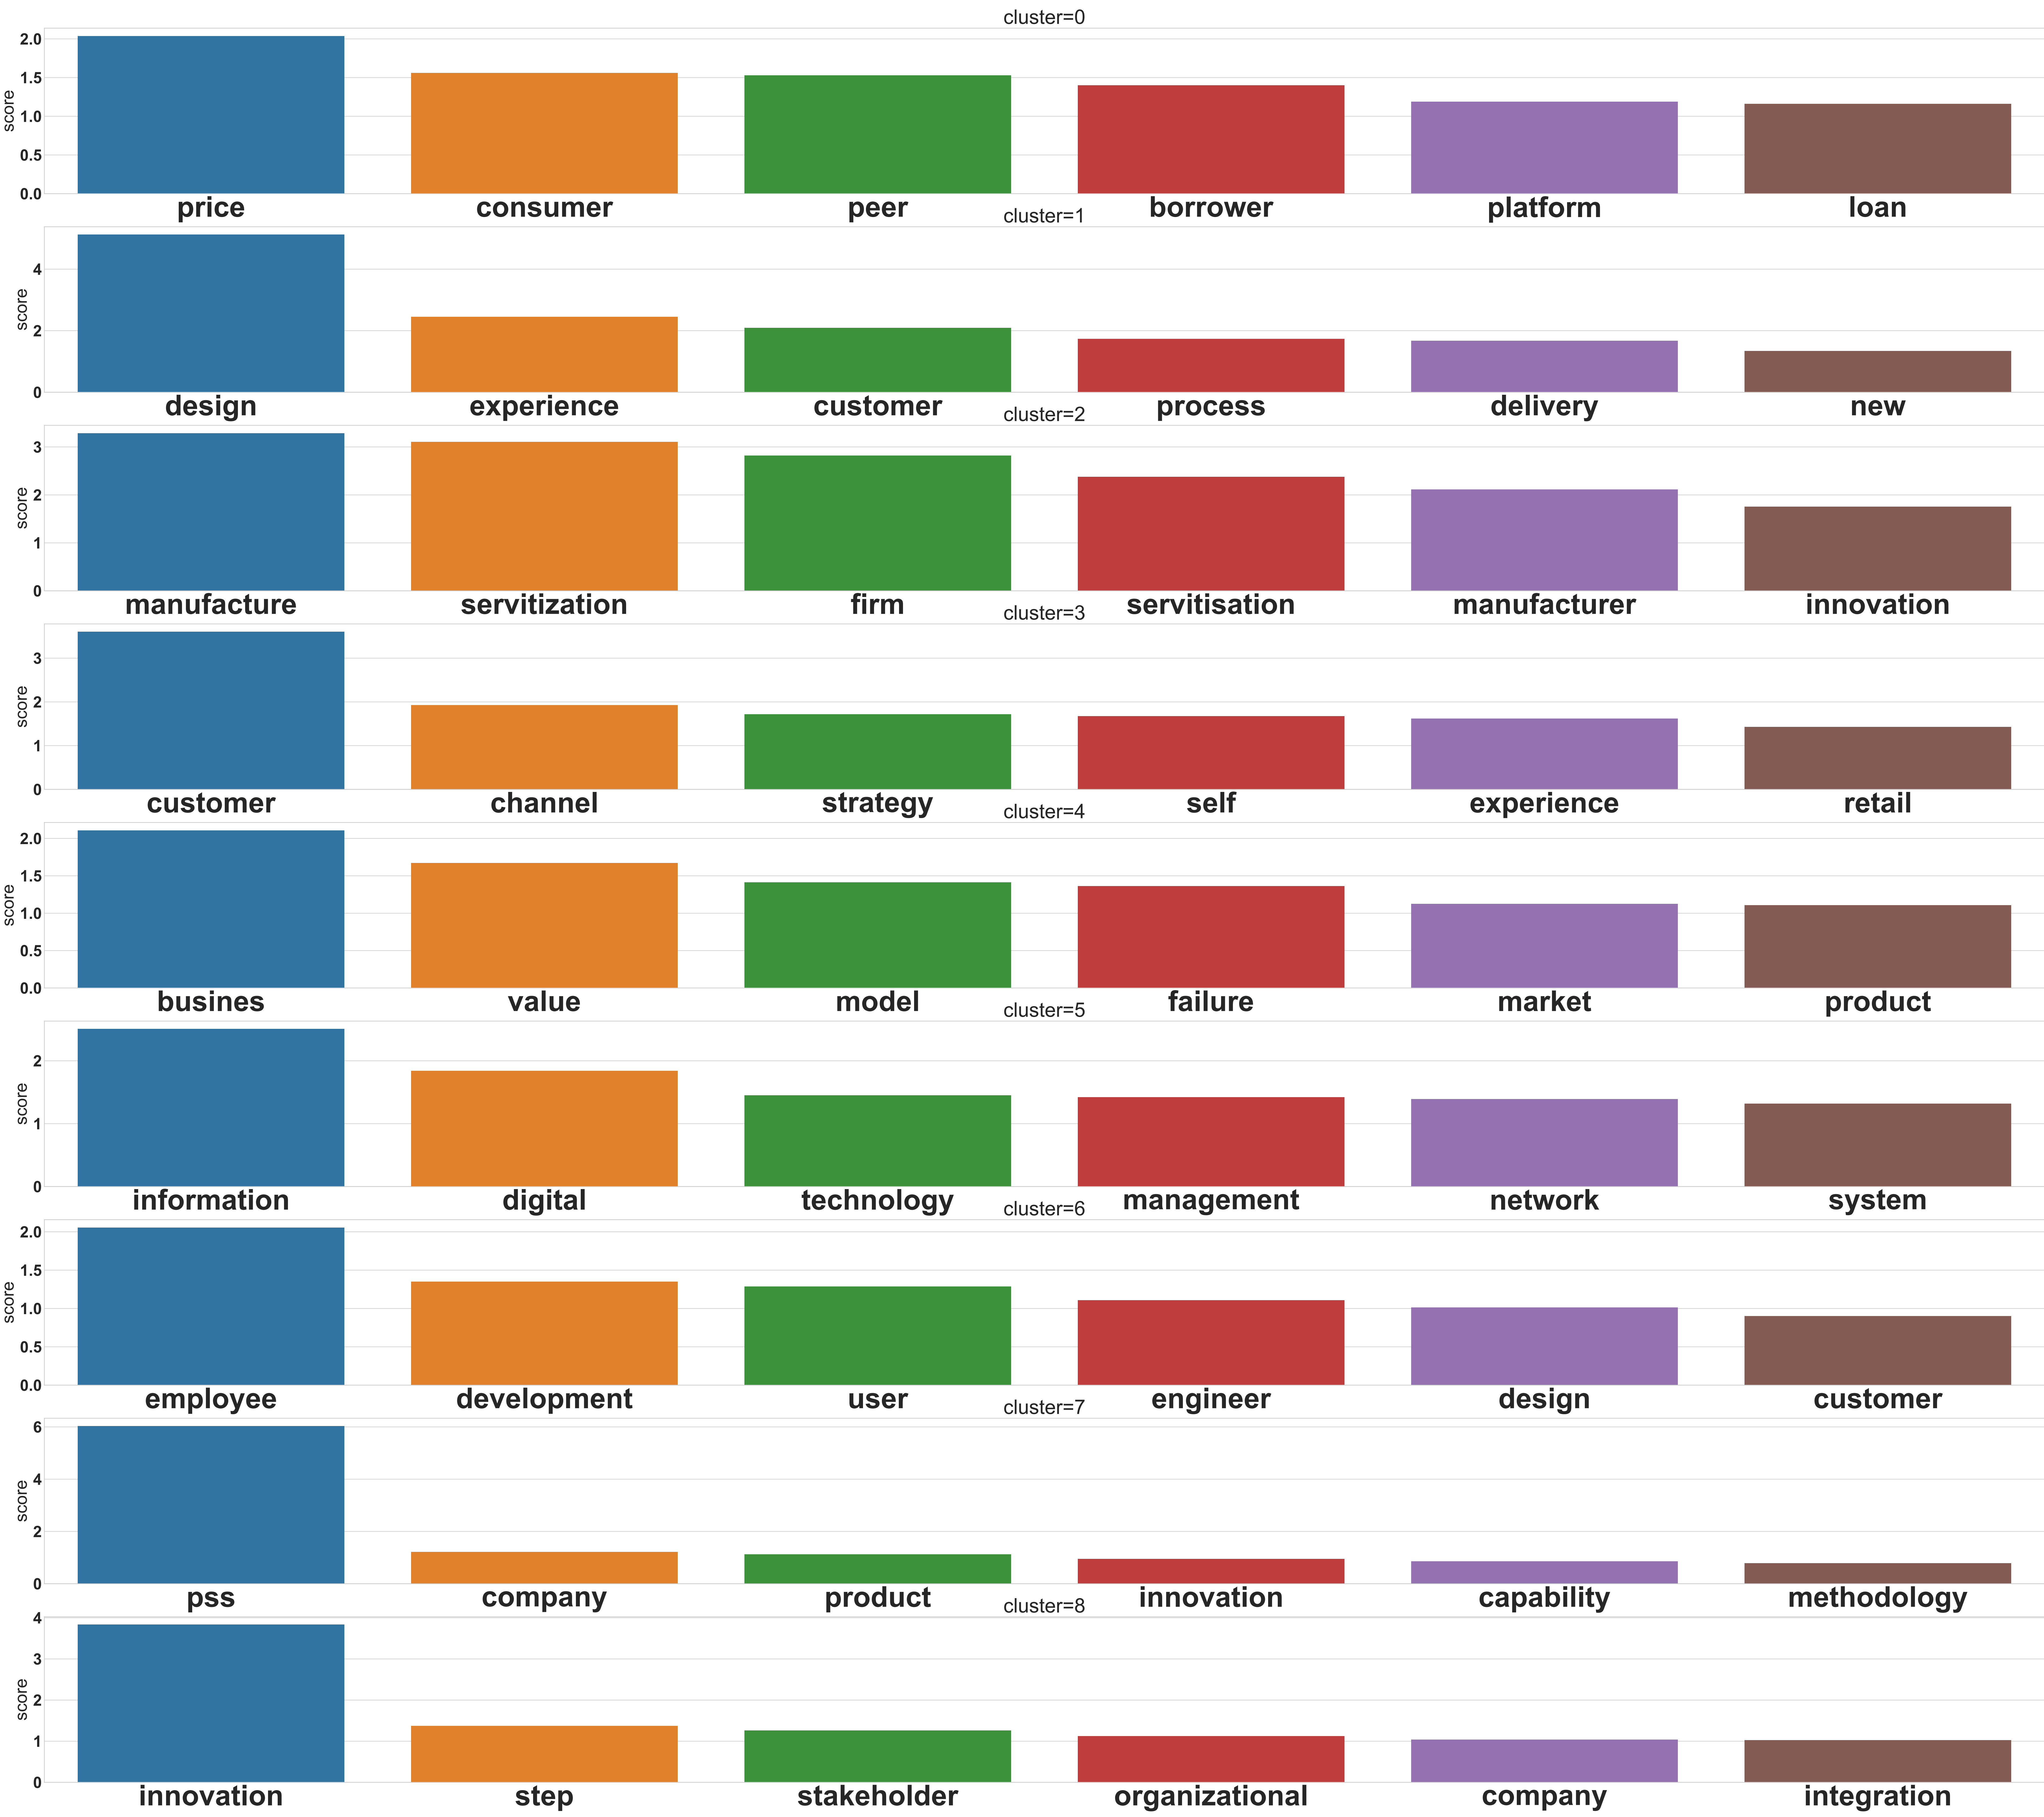 cluster=0
2.0
1.5
1.0
0.5
0.0
score
price consumer peer borrower platform loan
cluster=1
4
2
0
score
design experience customer process delivery new
cluster=2
3
2
1
0
score
manufacture servitization firm servitisation manufacturer innovation
cluster=3
3
2
1
0
score
customer channel strategy self experience retail
cluster=4
2.0
1.5
1.0
0.5
0.0
score
busines value model failure market product
cluster=5
2
1
0
score
information digital technology management network system
cluster=6
2.0
1.5
1.0
0.5
0.0
score
employee development user engineer design customer
cluster=7
6
4
2
0
score
pss company product innovation capability methodology
cluster=8
4
3
2
1
0
score
innovation step stakeholder organizational company integration